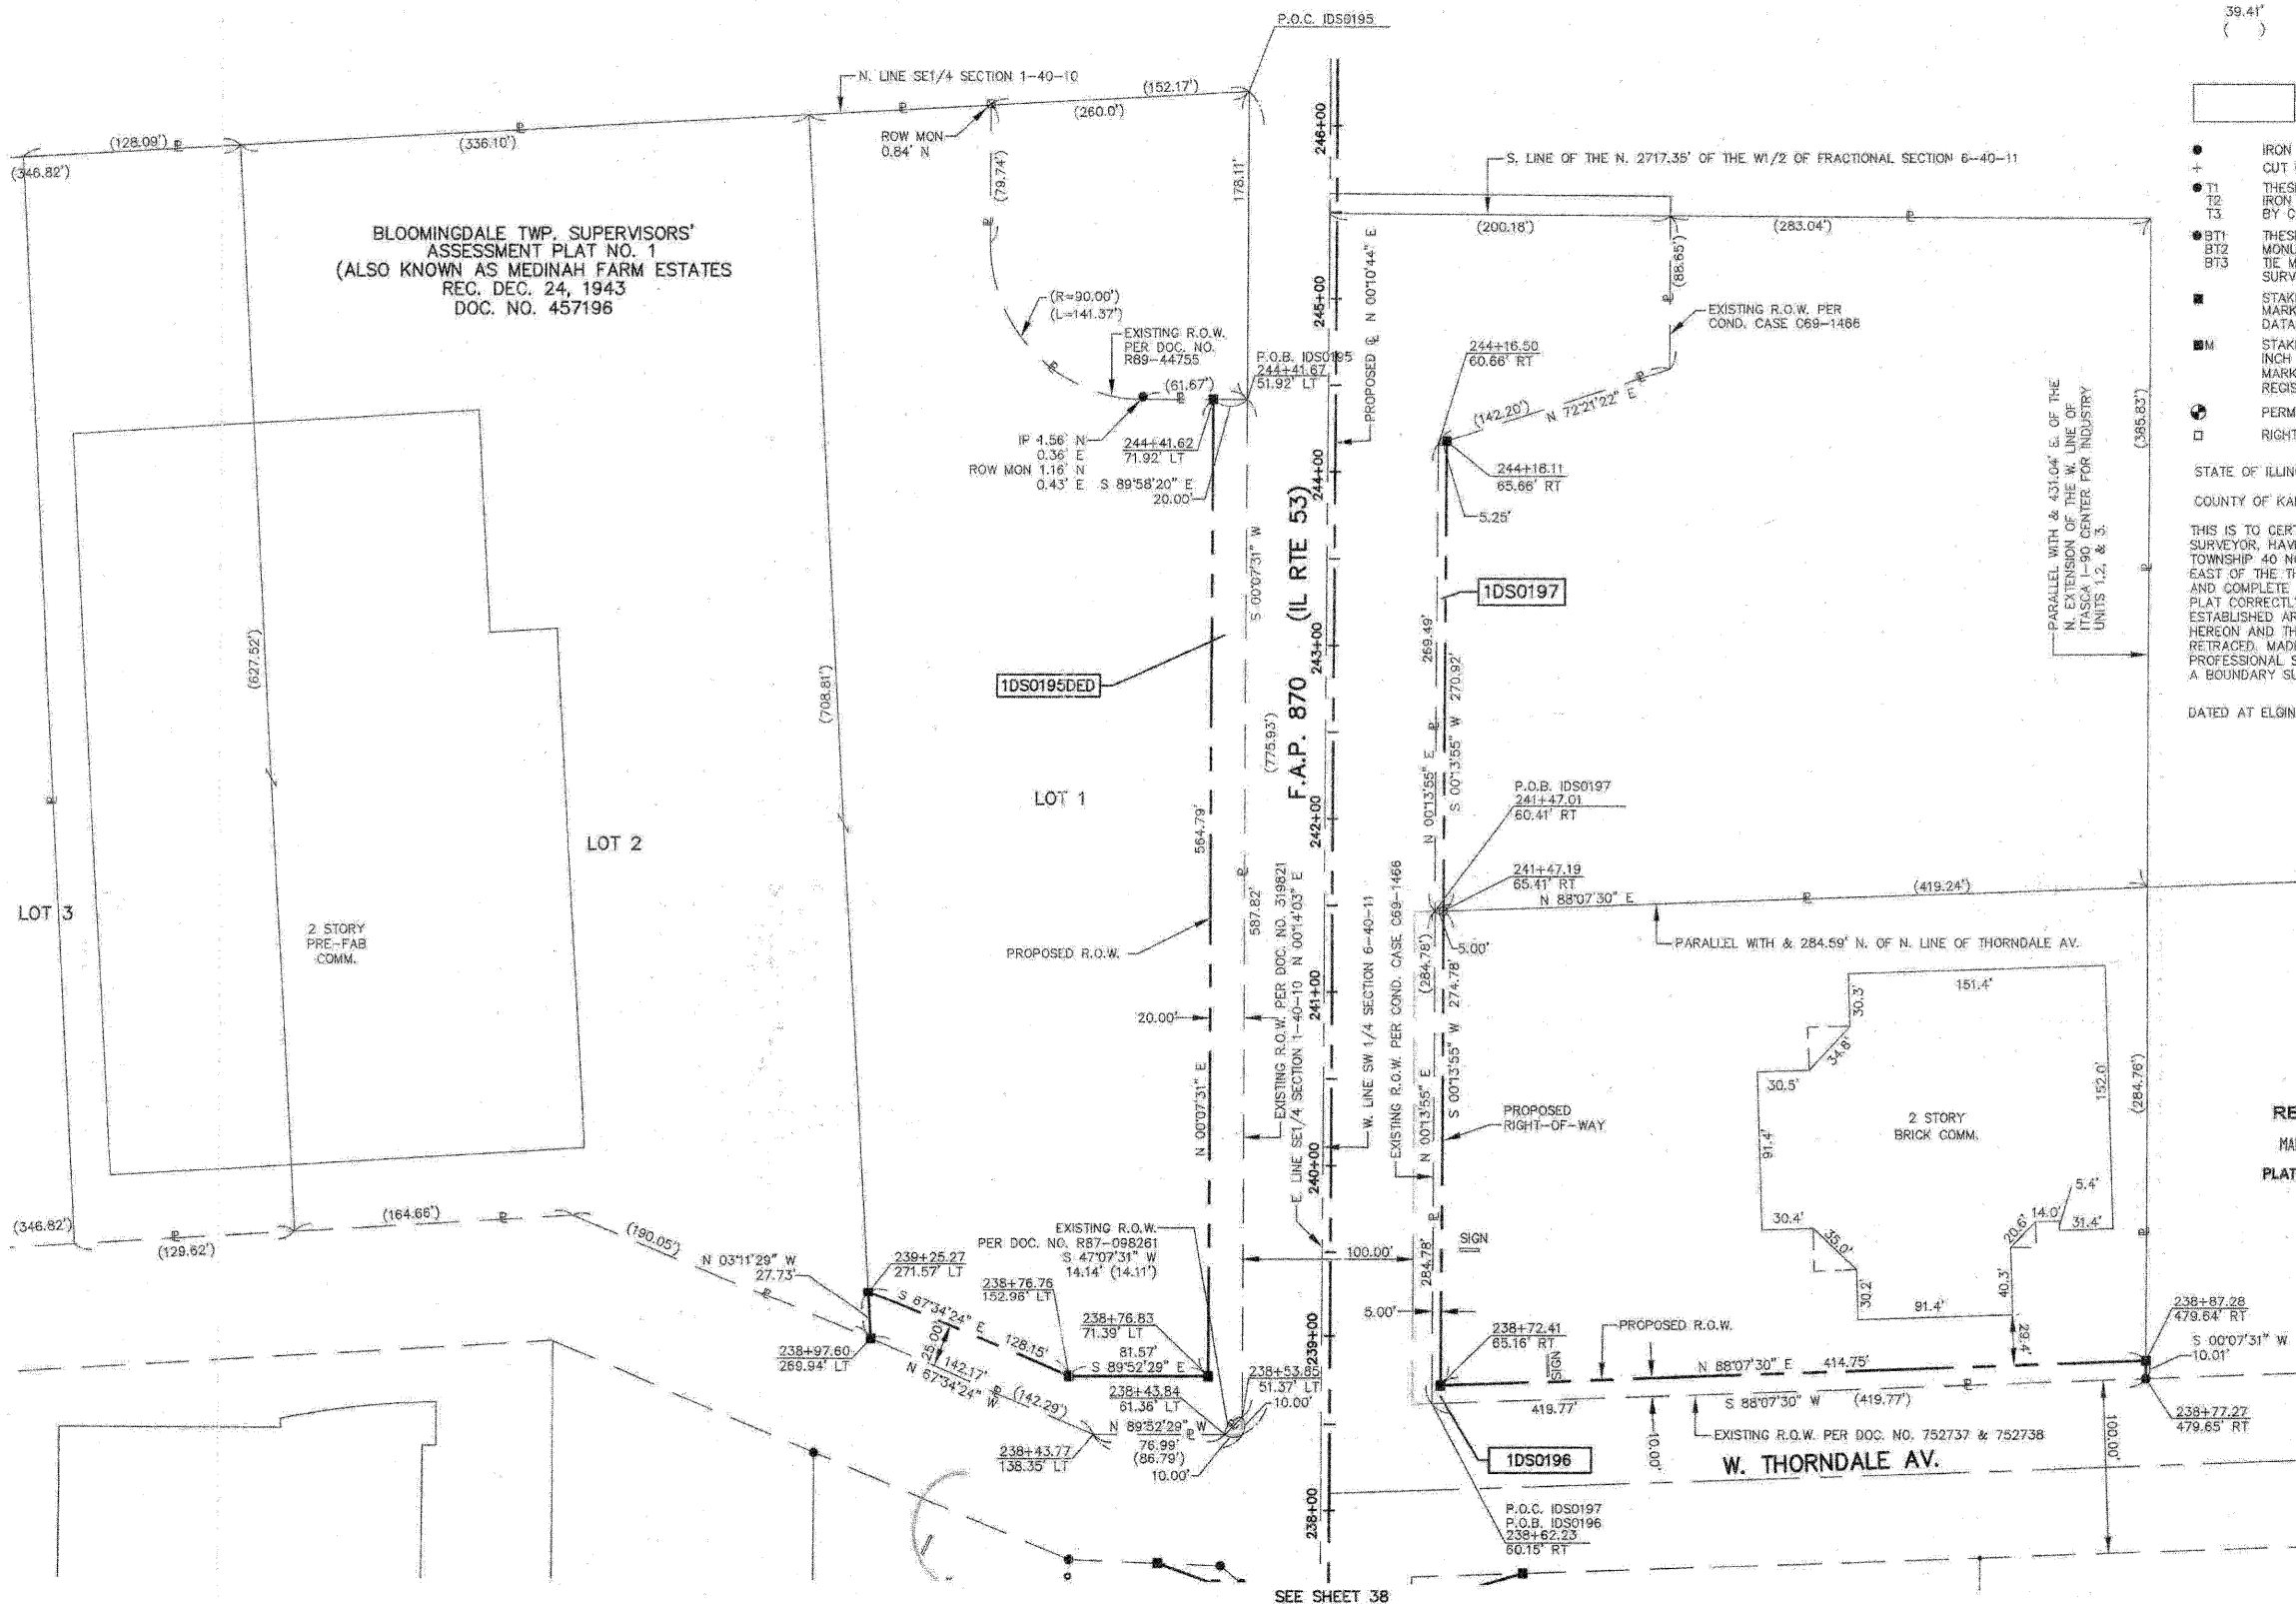 P.O.C. IDS0195
39.41'
( )
N. LINE SE1/4 SECTION 1-40-10
(152.17')
(260.0')
(128.09')
(336.10')
(346.82')
ROW MON
0.84' N
(79.74')
178.11'
246+00
S. LINE OF THE N. 2717.35' OF THE W1/2 OF FRACTIONAL SECTION 6-40-11
(200.18')
(283.04')
(88.65')
BLOOMINGDALE TWP. SUPERVISORS'
ASSESSMENT PLAT NO. 1
(ALSO KNOWN AS MEDINAH FARM ESTATES
REC. DEC. 24, 1943
DOC. NO. 457196
(R=90.00')
(L=141.37')
EXISTING R.O.W.
PER DOC. NO.
R89-44755
(61.67')
P.O.B. IDS0195
244+41.67
51.92' LT
245+00
PROPOSED ℄ N 00°10'44" E
EXISTING R.O.W. PER
COND. CASE C69-1466
244+16.50
60.66' RT
(142.20')
N 72°21'22" E
IP 4.56' N
0.36' E
ROW MON 1.16' N
0.43' E
244+41.62
71.92' LT
S 89°58'20" E
20.00'
244+00
244+18.11
65.66' RT
5.25'
(385.83')
PARALLEL WITH & 431.04' E. OF THE
N. EXTENSION OF THE W. LINE OF
ITASCA I-90 CENTER FOR INDUSTRY
UNITS 1,2, & 3.
IRON
CUT
T1
T2
T3
THES
IRON
BY C
BT1
BT2
BT3
THES
MONU
TIE M
SURV
STAK
MARK
DATA
M
STAK
INCH
MARK
REGIS
PERM
RIGHT
STATE OF ILLIN
COUNTY OF KA
THIS IS TO CERT
SURVEYOR, HAV
TOWNSHIP 40 NO
EAST OF THE TH
AND COMPLETE
PLAT CORRECTL
ESTABLISHED AR
HEREON AND TH
RETRACED. MAD
PROFESSIONAL S
A BOUNDARY SU
DATED AT ELGIN
(627.52')
(708.81')
1DS0195DED
S 00°07'31" W
(775.93')
F.A.P. 870 (IL RTE 53)
243+00
1DS0197
269.49'
N 00°13'55" E
S 00°13'55" W 270.92'
LOT 1
LOT 2
LOT 3
2 STORY
PRE-FAB
COMM.
564.79'
242+00
P.O.B. IDS0197
241+47.01
60.41' RT
241+47.19
65.41' RT
N 88°07'30" E
(419.24')
PROPOSED R.O.W.
587.82'
EXISTING R.O.W. PER DOC. NO. 319821
E. LINE SE1/4 SECTION 1-40-10 N 00°14'03" E
W. LINE SW 1/4 SECTION 6-40-11
EXISTING R.O.W. PER COND. CASE C69-1466
(284.78')
5.00'
PARALLEL WITH & 284.59' N. OF N. LINE OF THORNDALE AV.
241+00
20.00'
N 00°07'31" E
S 00°13'55" W 274.78'
N 00°13'55" E
PROPOSED
RIGHT-OF-WAY
151.4'
30.3'
34.8'
30.5'
152.0'
91.4'
2 STORY
BRICK COMM.
5.4'
14.0'
31.4'
20.6'
30.4'
35.0'
30.2'
91.4'
40.3'
29.4'
(284.76')
RE
MA
PLAT
240+00
(346.82')
(129.62')
(164.66')
(190.05')
N 03°11'29" W
27.73'
239+25.27
271.57' LT
EXISTING R.O.W.
PER DOC. NO. R87-098261
S 47°07'31" W
14.14' (14.11')
238+76.76
152.96' LT
S 67°34'24" E
128.15'
25.00'
238+97.60
269.94' LT
142.17'
N 67°34'24" W
(142.29')
238+76.83
71.39' LT
81.57'
S 89°52'29" E
238+43.84
61.36' LT
238+53.85
51.37' LT
10.00'
N 89°52'29" W
76.99'
(86.79')
10.00'
238+43.77
138.35' LT
100.00'
5.00'
284.78'
SIGN
239+00
238+72.41
65.16' RT
SIGN
PROPOSED R.O.W.
N 88°07'30" E 414.75'
238+87.28
479.64' RT
S 00°07'31" W
10.01'
419.77'
S 88°07'30" W (419.77')
10.00'
EXISTING R.O.W. PER DOC. NO. 752737 & 752738
238+77.27
479.65' RT
100.00'
1DS0196
W. THORNDALE AV.
238+00
P.O.C. IDS0197
P.O.B. IDS0196
238+62.23
60.15' RT
SEE SHEET 38